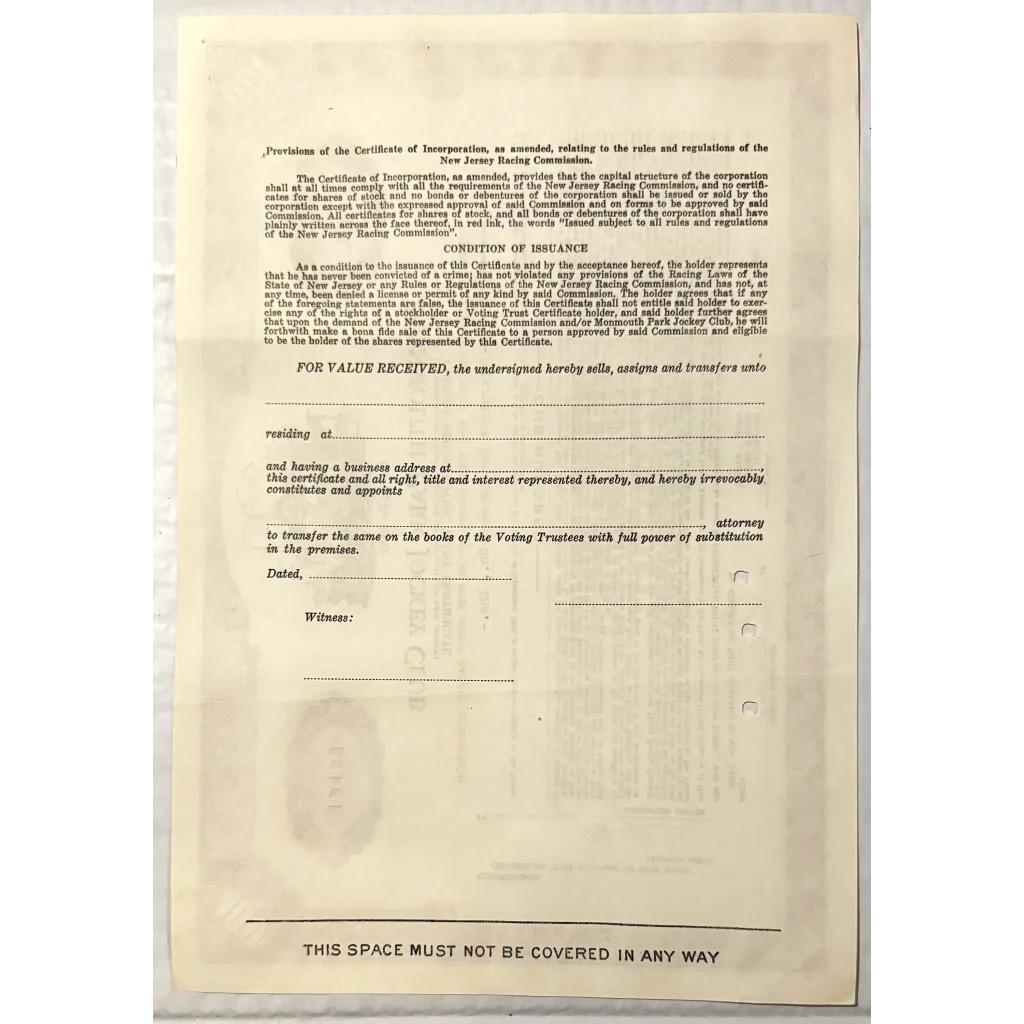 Provisions of the Certificate of Incorporation, as amended, relating to the rules and regulations of the
New Jersey Racing Commission.
The Certificate of Incorporation, as amended, provides that the capital structure of the corporation
shall at all times comply with all the requirements of the New Jersey Racing Commission, and no certifi-
cates for shares of stock and no bonds or debentures of the corporation shall be issued or sold by the
corporation except with the expressed approval of said Commission and on forms to be approved by said
Commission. All certificates for shares of stock, and all bonds or debentures of the corporation shall have
plainly written across the face thereof, in red ink, the words "Issued subject to all rules and regulations
of the New Jersey Racing Commission".
CONDITION OF ISSUANCE
As a condition to the issuance of this Certificate and by the acceptance hereof, the holder represents
that he has never been convicted of a crime; has not violated any provisions of the Racing Laws of the
State of New Jersey or any Rules or Regulations of the New Jersey Racing Commission, and has not, at
any time, been denied a license or permit of any kind by said Commission. The holder agrees that if any
of the foregoing statements are false, the issuance of this Certificate shall not entitle said holder to exer-
cise any of the rights of a stockholder or Voting Trust Certificate holder, and said holder further agrees
that upon the demand of the New Jersey Racing Commission and/or Monmouth Park Jockey Club, he will
forthwith make a bona fide sale of this Certificate to a person approved by said Commission and eligible
to be the holder of the shares represented by this Certificate.
FOR VALUE RECEIVED, the undersigned hereby sells, assigns and transfers unto
residing at
and having a business address at,
this certificate and all right, title and interest represented thereby, and hereby irrevocably
constitutes and appoints
, attorney
to transfer the same on the books of the Voting Trustees with full power of substitution
in the premises.
Dated,
Witness:
THIS SPACE MUST NOT BE COVERED IN ANY WAY